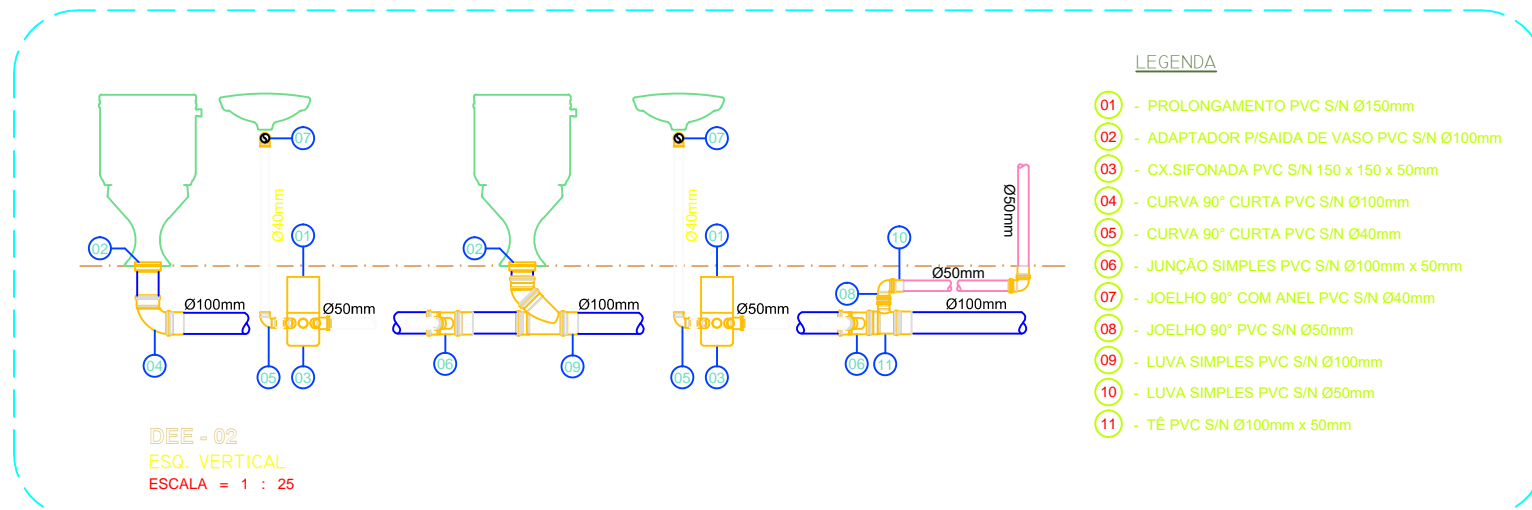 LEGENDA
01 - PROLONGAMENTO PVC S/N Ø150mm
02 - ADAPTADOR P/SAIDA DE VASO PVC S/N Ø100mm
03 - CX.SIFONADA PVC S/N 150 x 150 x 50mm
04 - CURVA 90° CURTA PVC S/N Ø100mm
05 - CURVA 90° CURTA PVC S/N Ø40mm
06 - JUNÇÃO SIMPLES PVC S/N Ø100mm x 50mm
07 - JOELHO 90° COM ANEL PVC S/N Ø40mm
08 - JOELHO 90° PVC S/N Ø50mm
09 - LUVA SIMPLES PVC S/N Ø100mm
10 - LUVA SIMPLES PVC S/N Ø50mm
11 - TÊ PVC S/N Ø100mm x 50mm
07
07
Ø40mm
Ø40mm
Ø50mm
02
01
02
01
10
Ø50mm
08
Ø100mm
Ø50mm
Ø100mm
Ø50mm
Ø100mm
04
05
03
06
09
05
03
06
11
DEE - 02
ESQ. VERTICAL
ESCALA = 1 : 25